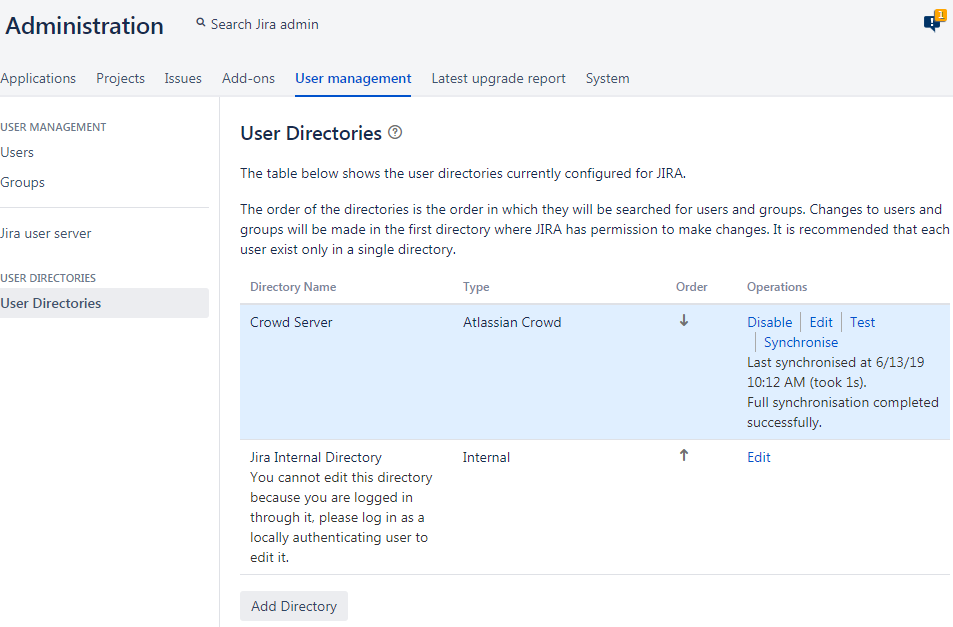 Administration
Search Jira admin
1
Applications Projects Issues Add-ons User management Latest upgrade report System
USER MANAGEMENT
Users
Groups
Jira user server
USER DIRECTORIES
User Directories
User Directories ?
The table below shows the user directories currently configured for JIRA.
The order of the directories is the order in which they will be searched for users and groups. Changes to users and
groups will be made in the first directory where JIRA has permission to make changes. It is recommended that each
user exist only in a single directory.
Directory Name Type Order Operations
Crowd Server Atlassian Crowd Disable Edit Test
Synchronise
Last synchronised at 6/13/19
10:12 AM (took 1s).
Full synchronisation completed
successfully.
Jira Internal Directory Internal Edit
You cannot edit this directory
because you are logged in
through it, please log in as a
locally authenticating user to
edit it.
Add Directory